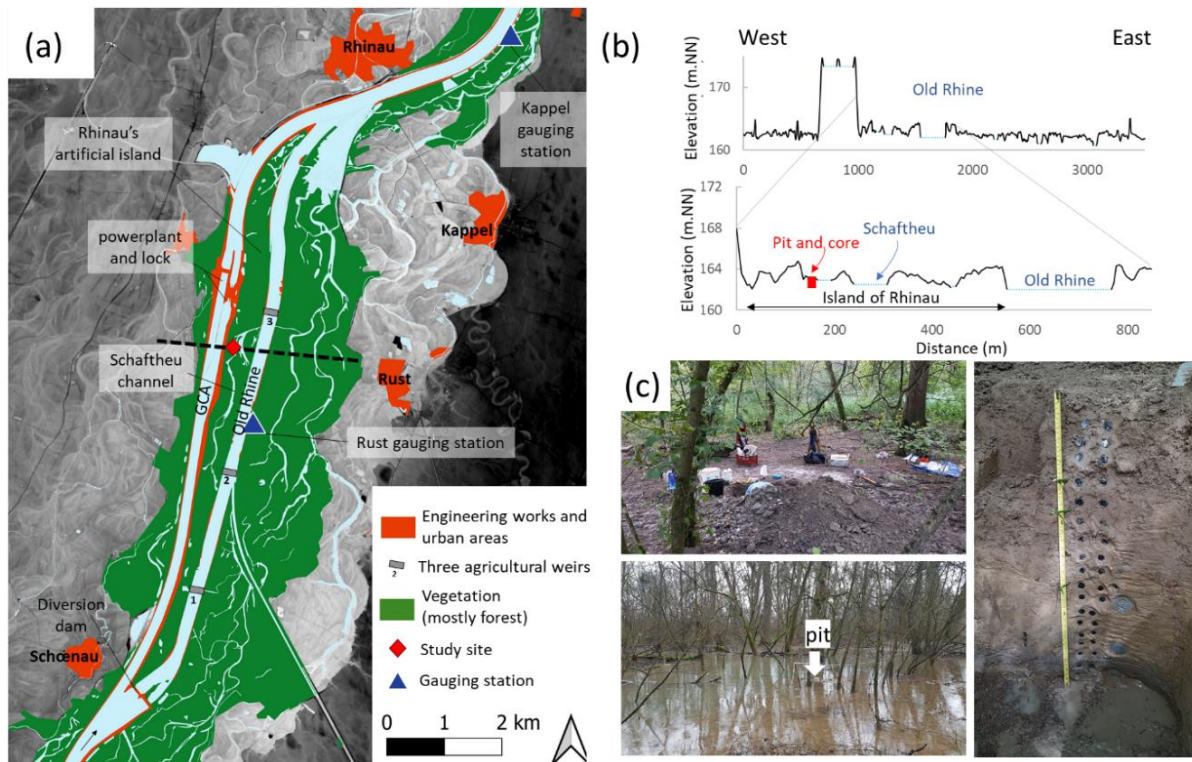 (a)
Rhinau
Rhinau's
artificial island
Kappel
gauging
station
powerplant
and lock
Kappel
3
Schaftheu
channel
GCA
Old Rhine
Rust
Rust gauging station
2
1
Diversion
dam
Schœnau
Engineering works and
urban areas
2
Three agricultural weirs
Vegetation
(mostly forest)
Study site
Gauging station
0 1 2 km
(b)
West East
Elevation (m.NN)
170
160
Old Rhine
0 1000 2000 3000
Elevation (m.NN)
172
168
164
160
Pit and core
Schaftheu
Old Rhine
Island of Rhinau
0 200 400 600 800
Distance (m)
(c)
pit